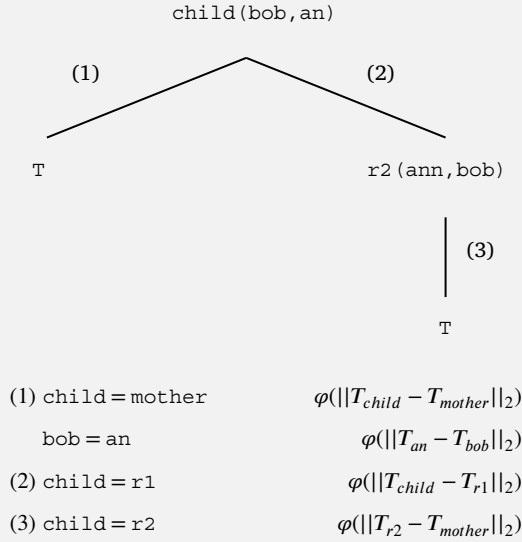 child(bob,an)
(1) (2)
T r2(ann,bob)
(3)
T
(1) child = mother φ(||T_child − T_mother||_2)
bob = an φ(||T_an − T_bob||_2)
(2) child = r1 φ(||T_child − T_r1||_2)
(3) child = r2 φ(||T_r2 − T_mother||_2)